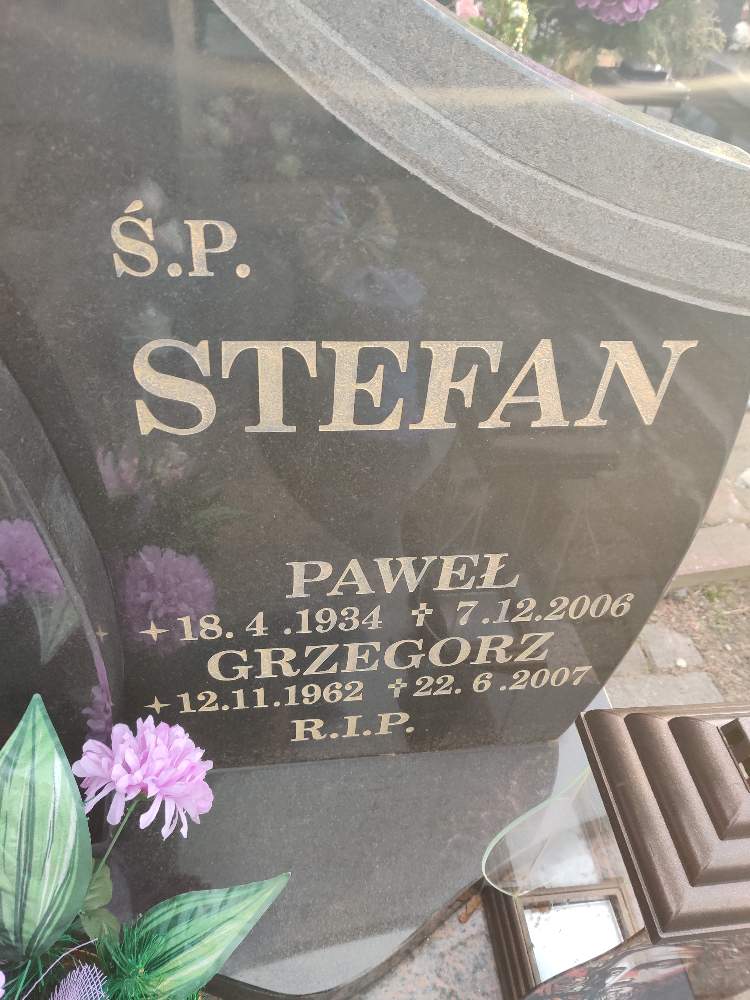 Ś.P.
STEFAN
PAWEŁ
18. 4 .1934 † 7.12.2006
GRZEGORZ
12.11.1962 † 22. 6 .2007
R.I.P.